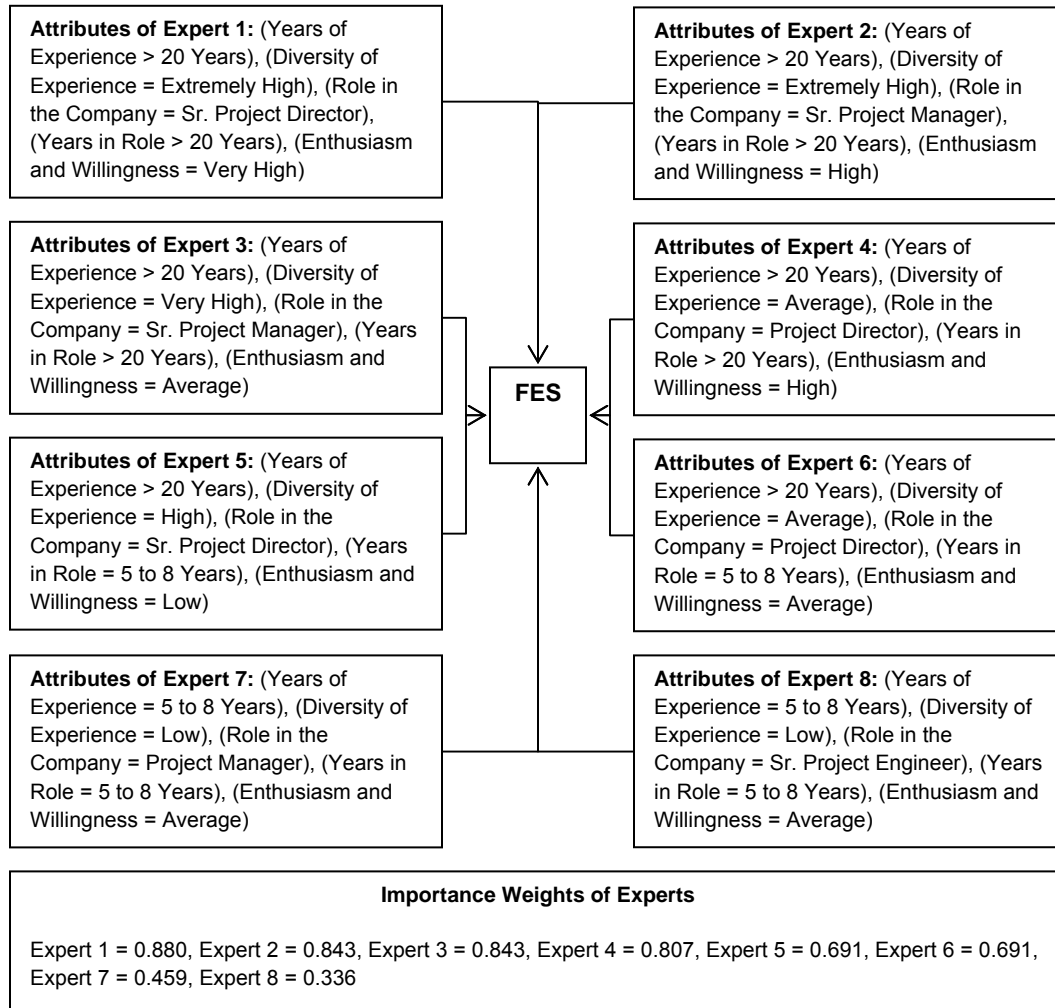 Attributes of Expert 1: (Years of
Experience > 20 Years), (Diversity of
Experience = Extremely High), (Role in
the Company = Sr. Project Director),
(Years in Role > 20 Years), (Enthusiasm
and Willingness = Very High)
Attributes of Expert 2: (Years of
Experience > 20 Years), (Diversity of
Experience = Extremely High), (Role in
the Company = Sr. Project Manager),
(Years in Role > 20 Years), (Enthusiasm
and Willingness = High)
Attributes of Expert 3: (Years of
Experience > 20 Years), (Diversity of
Experience = Very High), (Role in the
Company = Sr. Project Manager), (Years
in Role > 20 Years), (Enthusiasm and
Willingness = Average)
Attributes of Expert 4: (Years of
Experience > 20 Years), (Diversity of
Experience = Average), (Role in the
Company = Project Director), (Years in
Role > 20 Years), (Enthusiasm and
Willingness = High)
FES
Attributes of Expert 5: (Years of
Experience > 20 Years), (Diversity of
Experience = High), (Role in the
Company = Sr. Project Director), (Years
in Role = 5 to 8 Years), (Enthusiasm and
Willingness = Low)
Attributes of Expert 6: (Years of
Experience > 20 Years), (Diversity of
Experience = Average), (Role in the
Company = Project Director), (Years in
Role = 5 to 8 Years), (Enthusiasm and
Willingness = Average)
Attributes of Expert 7: (Years of
Experience = 5 to 8 Years), (Diversity of
Experience = Low), (Role in the
Company = Project Manager), (Years in
Role = 5 to 8 Years), (Enthusiasm and
Willingness = Average)
Attributes of Expert 8: (Years of
Experience = 5 to 8 Years), (Diversity of
Experience = Low), (Role in the
Company = Sr. Project Engineer), (Years
in Role = 5 to 8 Years), (Enthusiasm and
Willingness = Average)
Importance Weights of Experts
Expert 1 = 0.880, Expert 2 = 0.843, Expert 3 = 0.843, Expert 4 = 0.807, Expert 5 = 0.691, Expert 6 = 0.691,
Expert 7 = 0.459, Expert 8 = 0.336